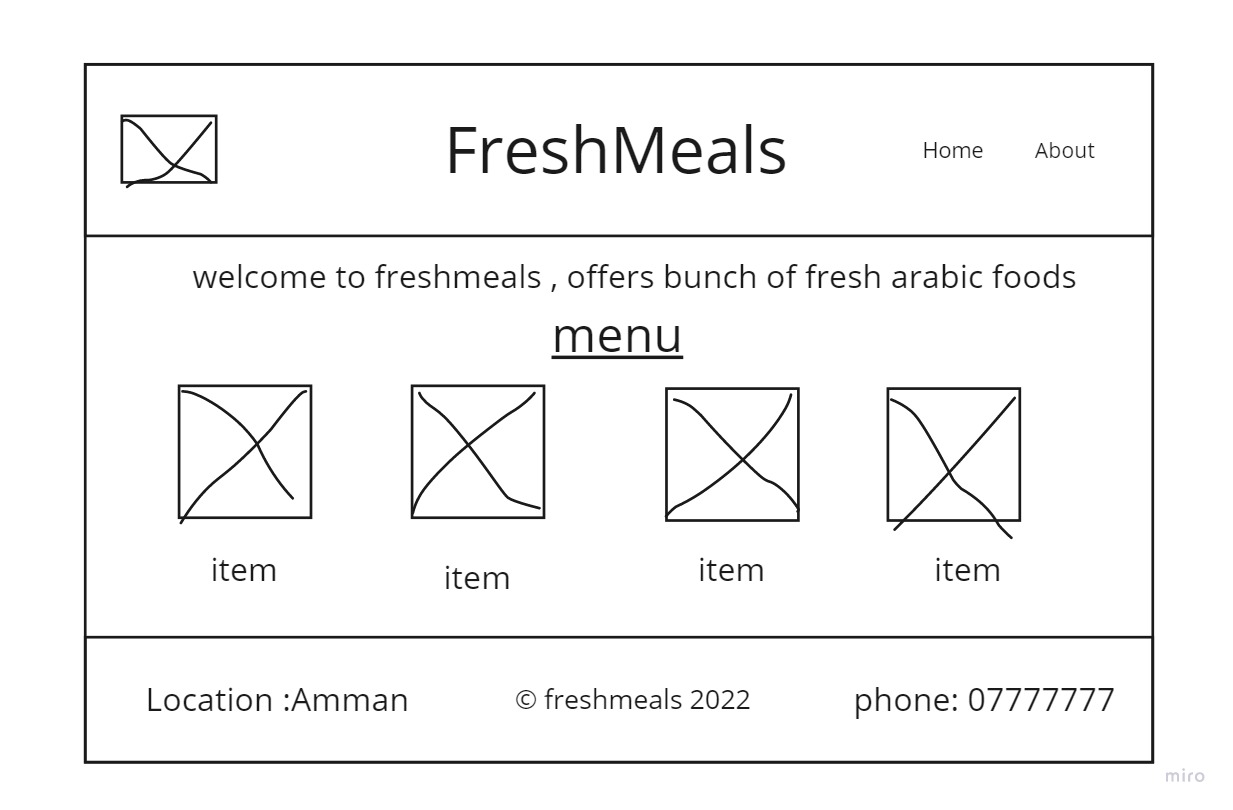 FreshMeals
Home
About
welcome to freshmeals , offers bunch of fresh arabic foods
menu
item
item
item
item
Location :Amman
© freshmeals 2022
phone: 07777777
miro